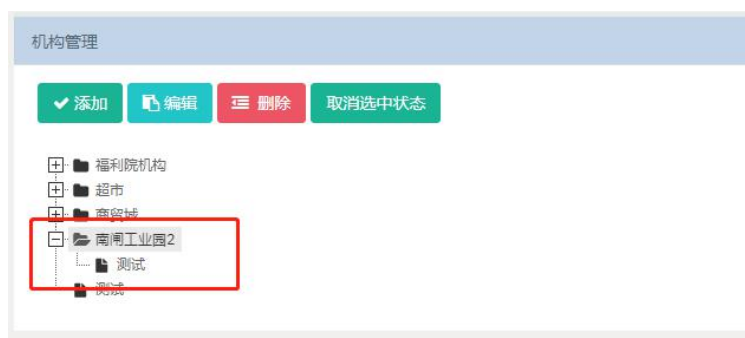 机构管理
添加 编辑 删除 取消选中状态
福利院机构
超市
商贸城
南闸工业园2
测试
测试